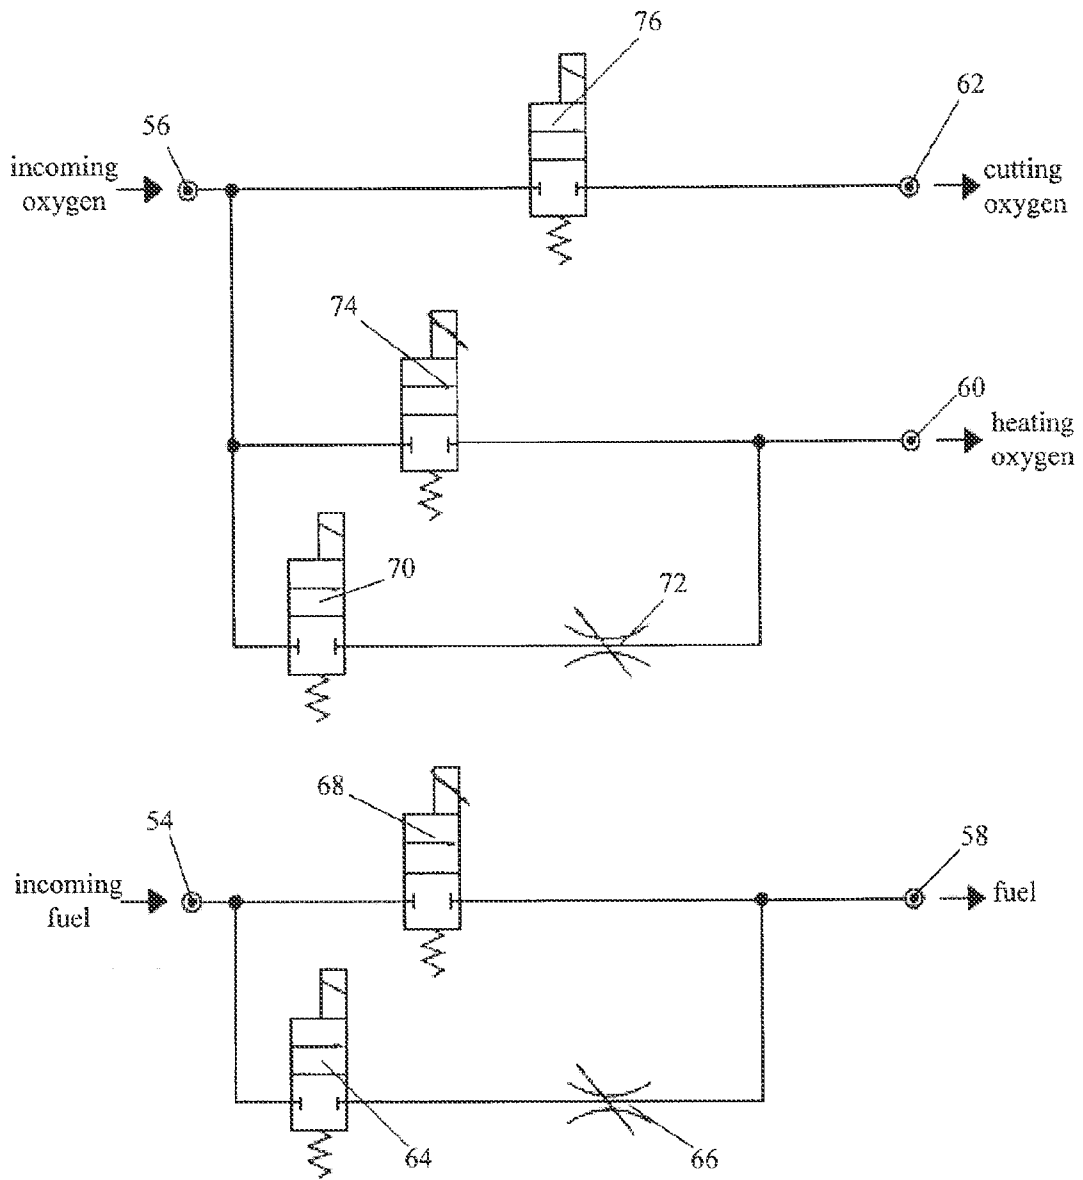 76
62
56
incoming
oxygen
cutting
oxygen
74
60
heating
oxygen
70
72
68
54
58
incoming
fuel
fuel
64
66